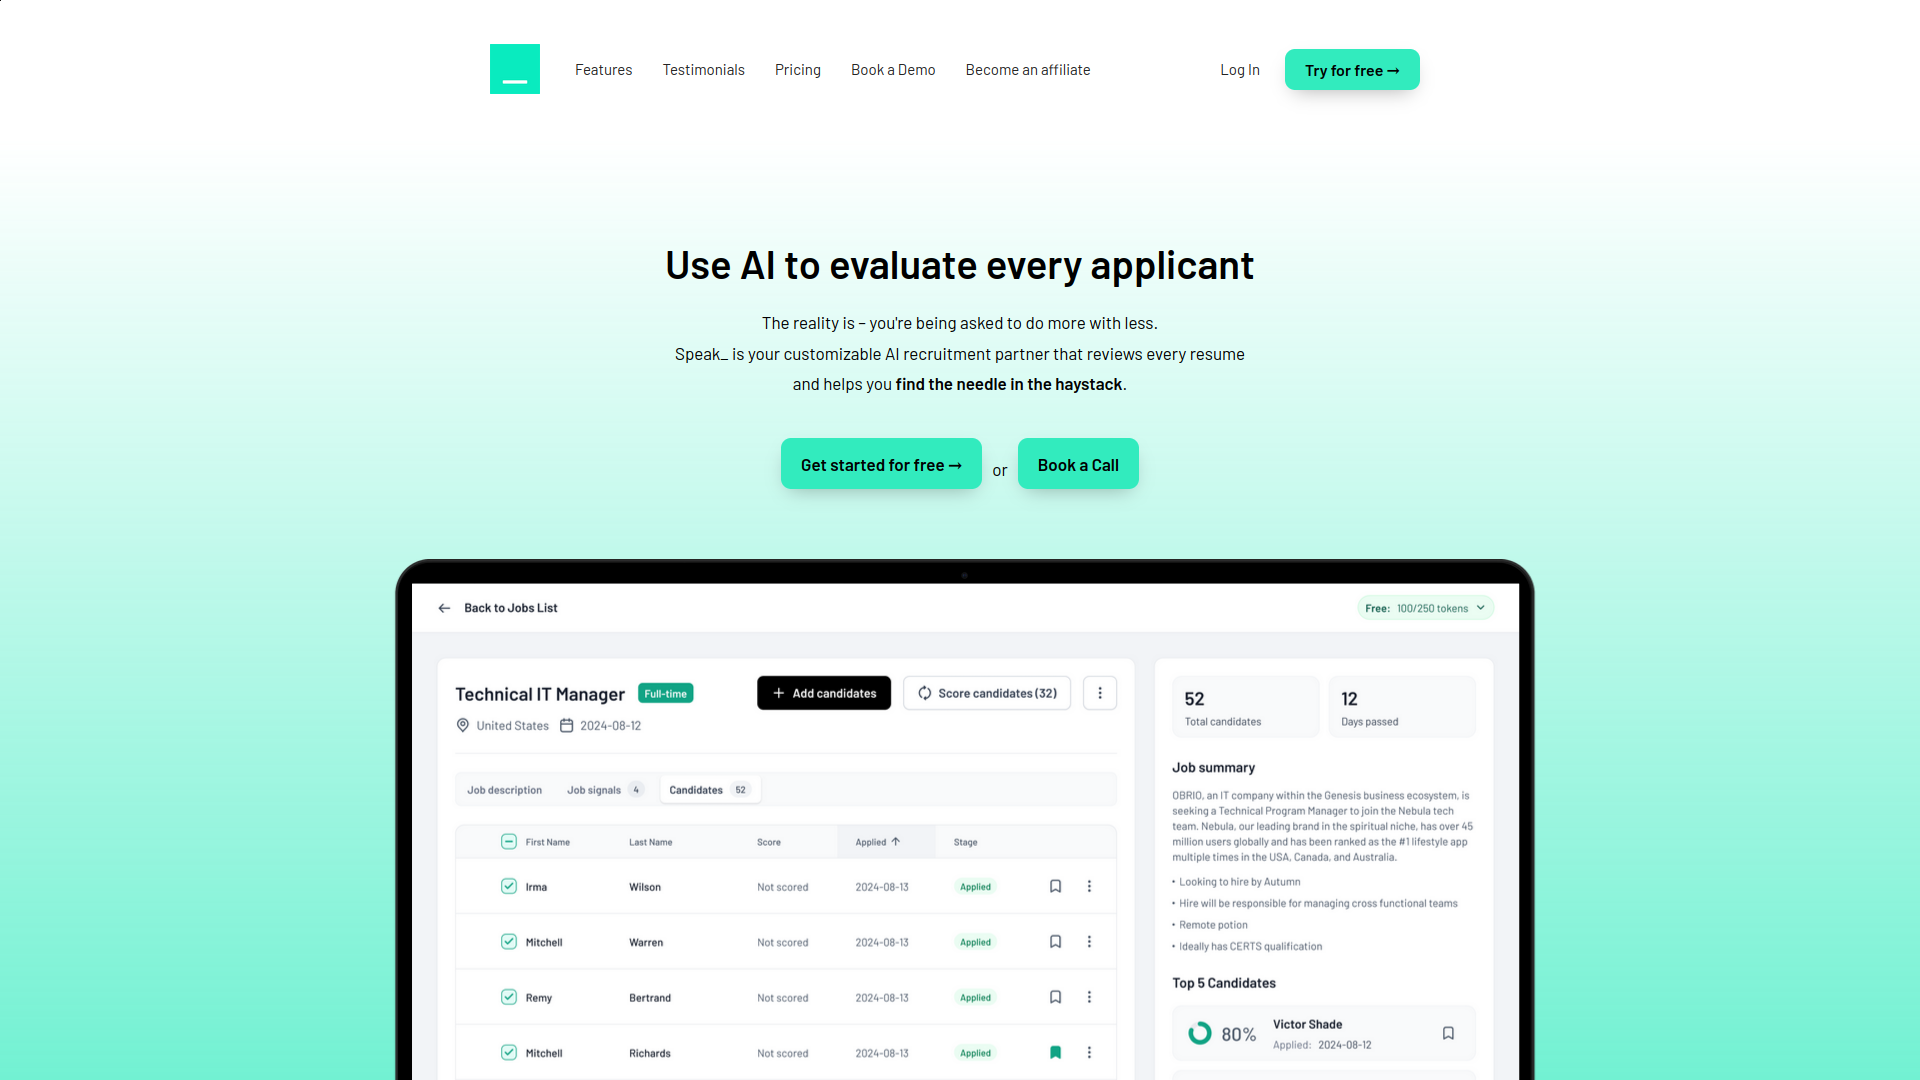 Features Testimonials Pricing Book a Demo Become an affiliate Log In Try for free →
Use AI to evaluate every applicant
The reality is – you're being asked to do more with less.
Speak_ is your customizable AI recruitment partner that reviews every resume
and helps you find the needle in the haystack.
Get started for free → or Book a Call
← Back to Jobs List
Free: 100/250 tokens
Technical IT Manager Full-time
+ Add candidates Score candidates (32)
United States 2024-08-12
Job description Job signals 4 Candidates 52
First Name Last Name Score Applied ↑ Stage
Irma Wilson Not scored 2024-08-13 Applied
Mitchell Warren Not scored 2024-08-13 Applied
Remy Bertrand Not scored 2024-08-13 Applied
Mitchell Richards Not scored 2024-08-13 Applied
52
Total candidates
12
Days passed
Job summary
OBRIO, an IT company within the Genesis business ecosystem, is
seeking a Technical Program Manager to join the Nebula tech
team. Nebula, our leading brand in the spiritual niche, has over 45
million users globally and has been ranked as the #1 lifestyle app
multiple times in the USA, Canada, and Australia.
• Looking to hire by Autumn
• Hire will be responsible for managing cross functional teams
• Remote potion
• Ideally has CERTS qualification
Top 5 Candidates
80% Victor Shade
Applied: 2024-08-12